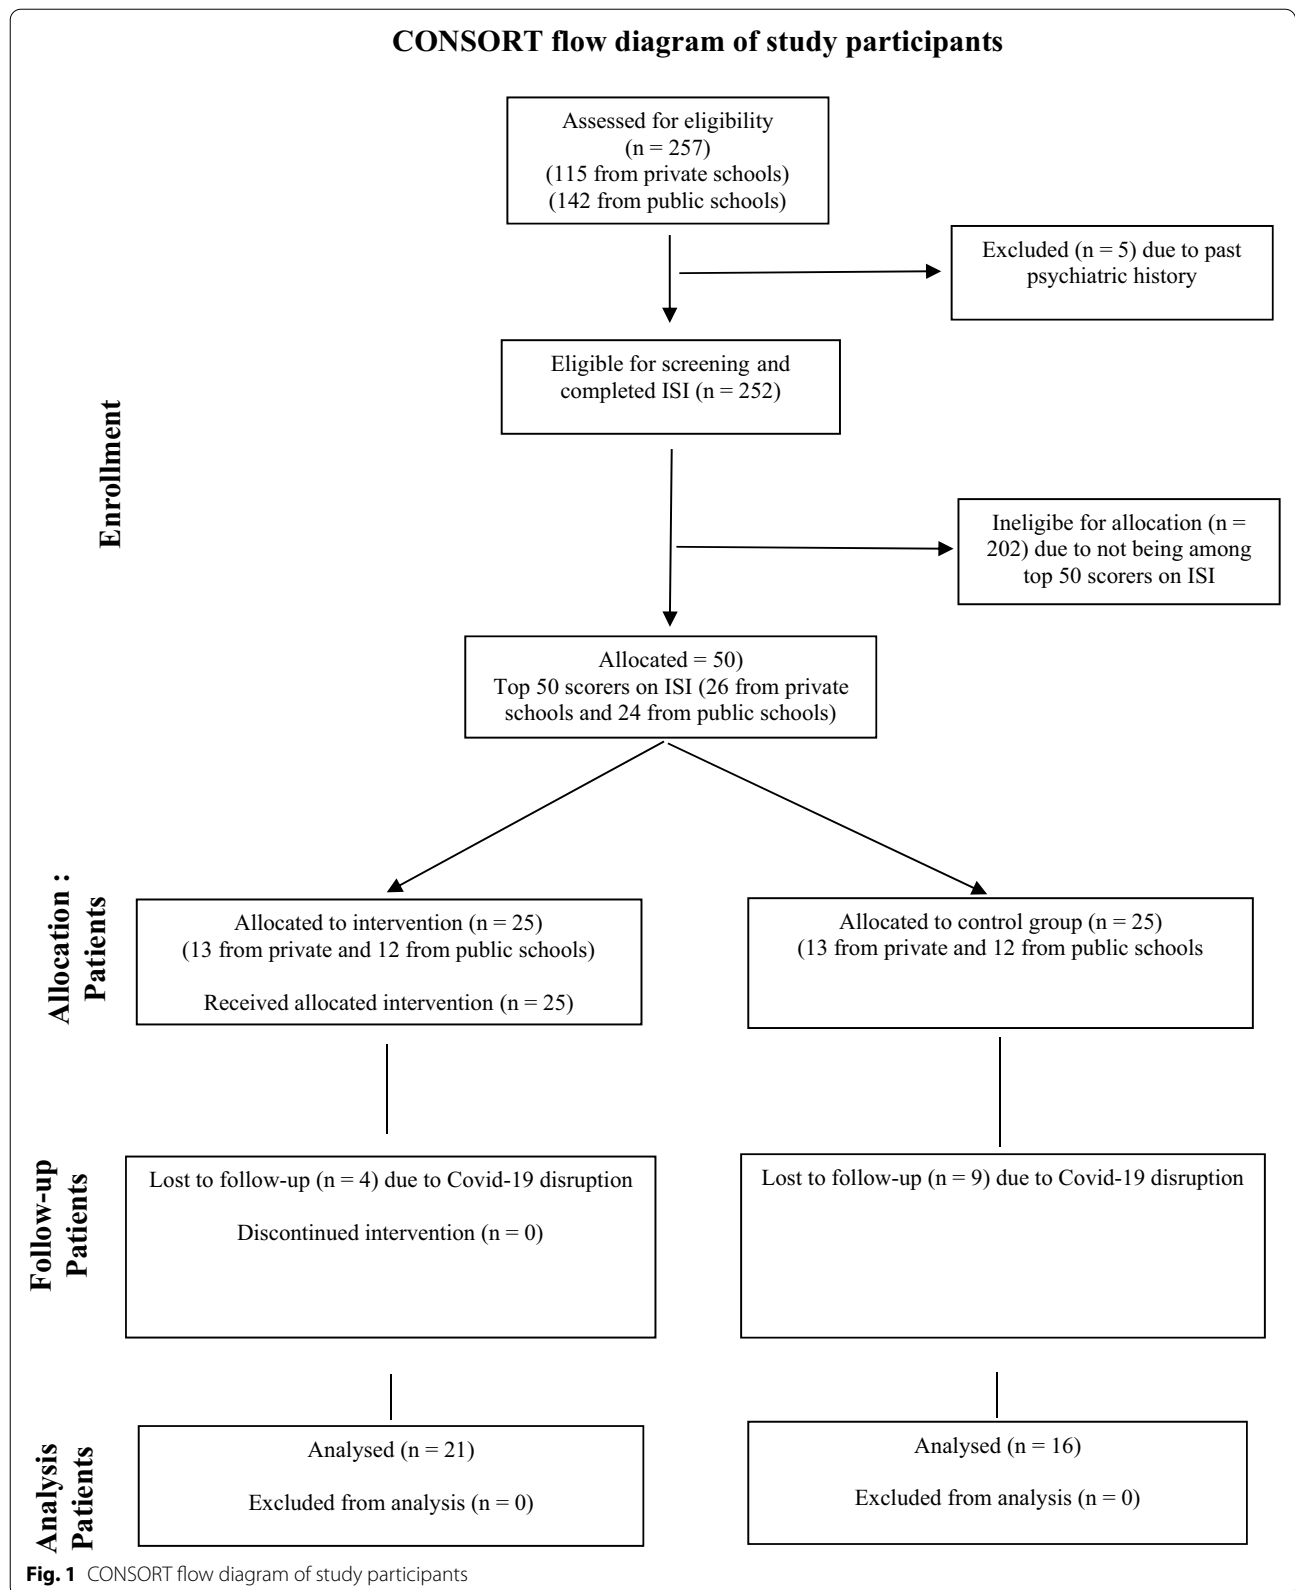 CONSORT flow diagram of study participants
Assessed for eligibility
(n = 257)
(115 from private schools)
(142 from public schools)
Excluded (n = 5) due to past
psychiatric history
Eligible for screening and
completed ISI (n = 252)
Enrollment
Ineligibe for allocation (n =
202) due to not being among
top 50 scorers on ISI
Allocated = 50)
Top 50 scorers on ISI (26 from private
schools and 24 from public schools)
Allocation :
Patients
Allocated to intervention (n = 25)
(13 from private and 12 from public schools)
Received allocated intervention (n = 25)
Allocated to control group (n = 25)
(13 from private and 12 from public schools
Follow-up
Patients
Lost to follow-up (n = 4) due to Covid-19 disruption
Discontinued intervention (n = 0)
Lost to follow-up (n = 9) due to Covid-19 disruption
Analysis
Patients
Analysed (n = 21)
Excluded from analysis (n = 0)
Analysed (n = 16)
Excluded from analysis (n = 0)
Fig. 1 CONSORT flow diagram of study participants